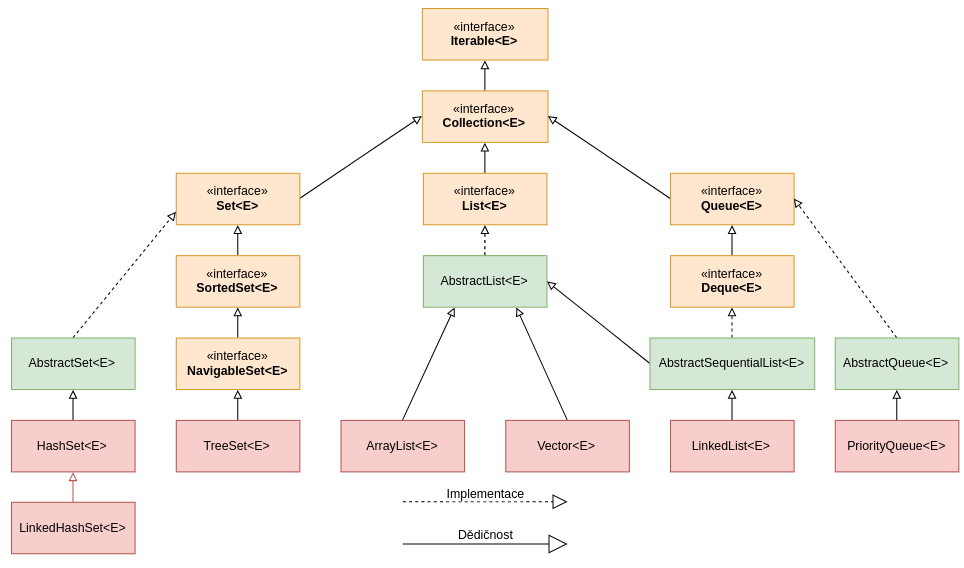 «interface»
Iterable<E>
«interface»
Collection<E>
«interface»
Set<E>
«interface»
List<E>
«interface»
Queue<E>
«interface»
SortedSet<E>
AbstractList<E>
«interface»
Deque<E>
AbstractSet<E>
«interface»
NavigableSet<E>
AbstractSequentialList<E>
AbstractQueue<E>
HashSet<E>
TreeSet<E>
ArrayList<E>
Vector<E>
LinkedList<E>
PriorityQueue<E>
Implementace
LinkedHashSet<E>
Dědičnost